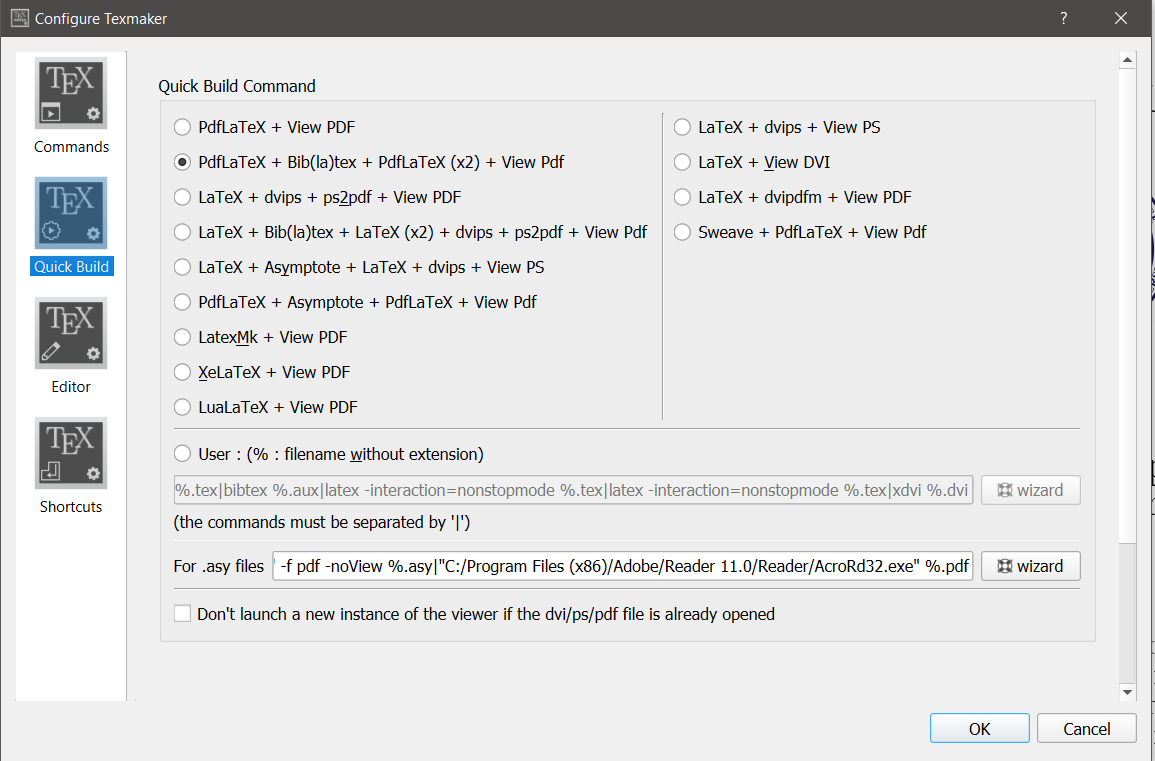 Configure Texmaker
?
TEX
Commands
TEX
Quick Build
TEX
Editor
TEX
Shortcuts
Quick Build Command
PdfLaTeX + View PDF
PdfLaTeX + Bib(la)tex + PdfLaTeX (x2) + View Pdf
LaTeX + dvips + ps2pdf + View PDF
LaTeX + Bib(la)tex + LaTeX (x2) + dvips + ps2pdf + View Pdf
LaTeX + Asymptote + LaTeX + dvips + View PS
PdfLaTeX + Asymptote + PdfLaTeX + View Pdf
LatexMk + View PDF
XeLaTeX + View PDF
LuaLaTeX + View PDF
LaTeX + dvips + View PS
LaTeX + View DVI
LaTeX + dvipdfm + View PDF
Sweave + PdfLaTeX + View Pdf
User : (% : filename without extension)
%.tex|bibtex %.aux|latex -interaction=nonstopmode %.tex|latex -interaction=nonstopmode %.tex|xdvi %.dvi
wizard
(the commands must be separated by '|')
For .asy files
-f pdf -noView %.asy|"C:/Program Files (x86)/Adobe/Reader 11.0/Reader/AcroRd32.exe" %.pdf
wizard
Don't launch a new instance of the viewer if the dvi/ps/pdf file is already opened
OK
Cancel